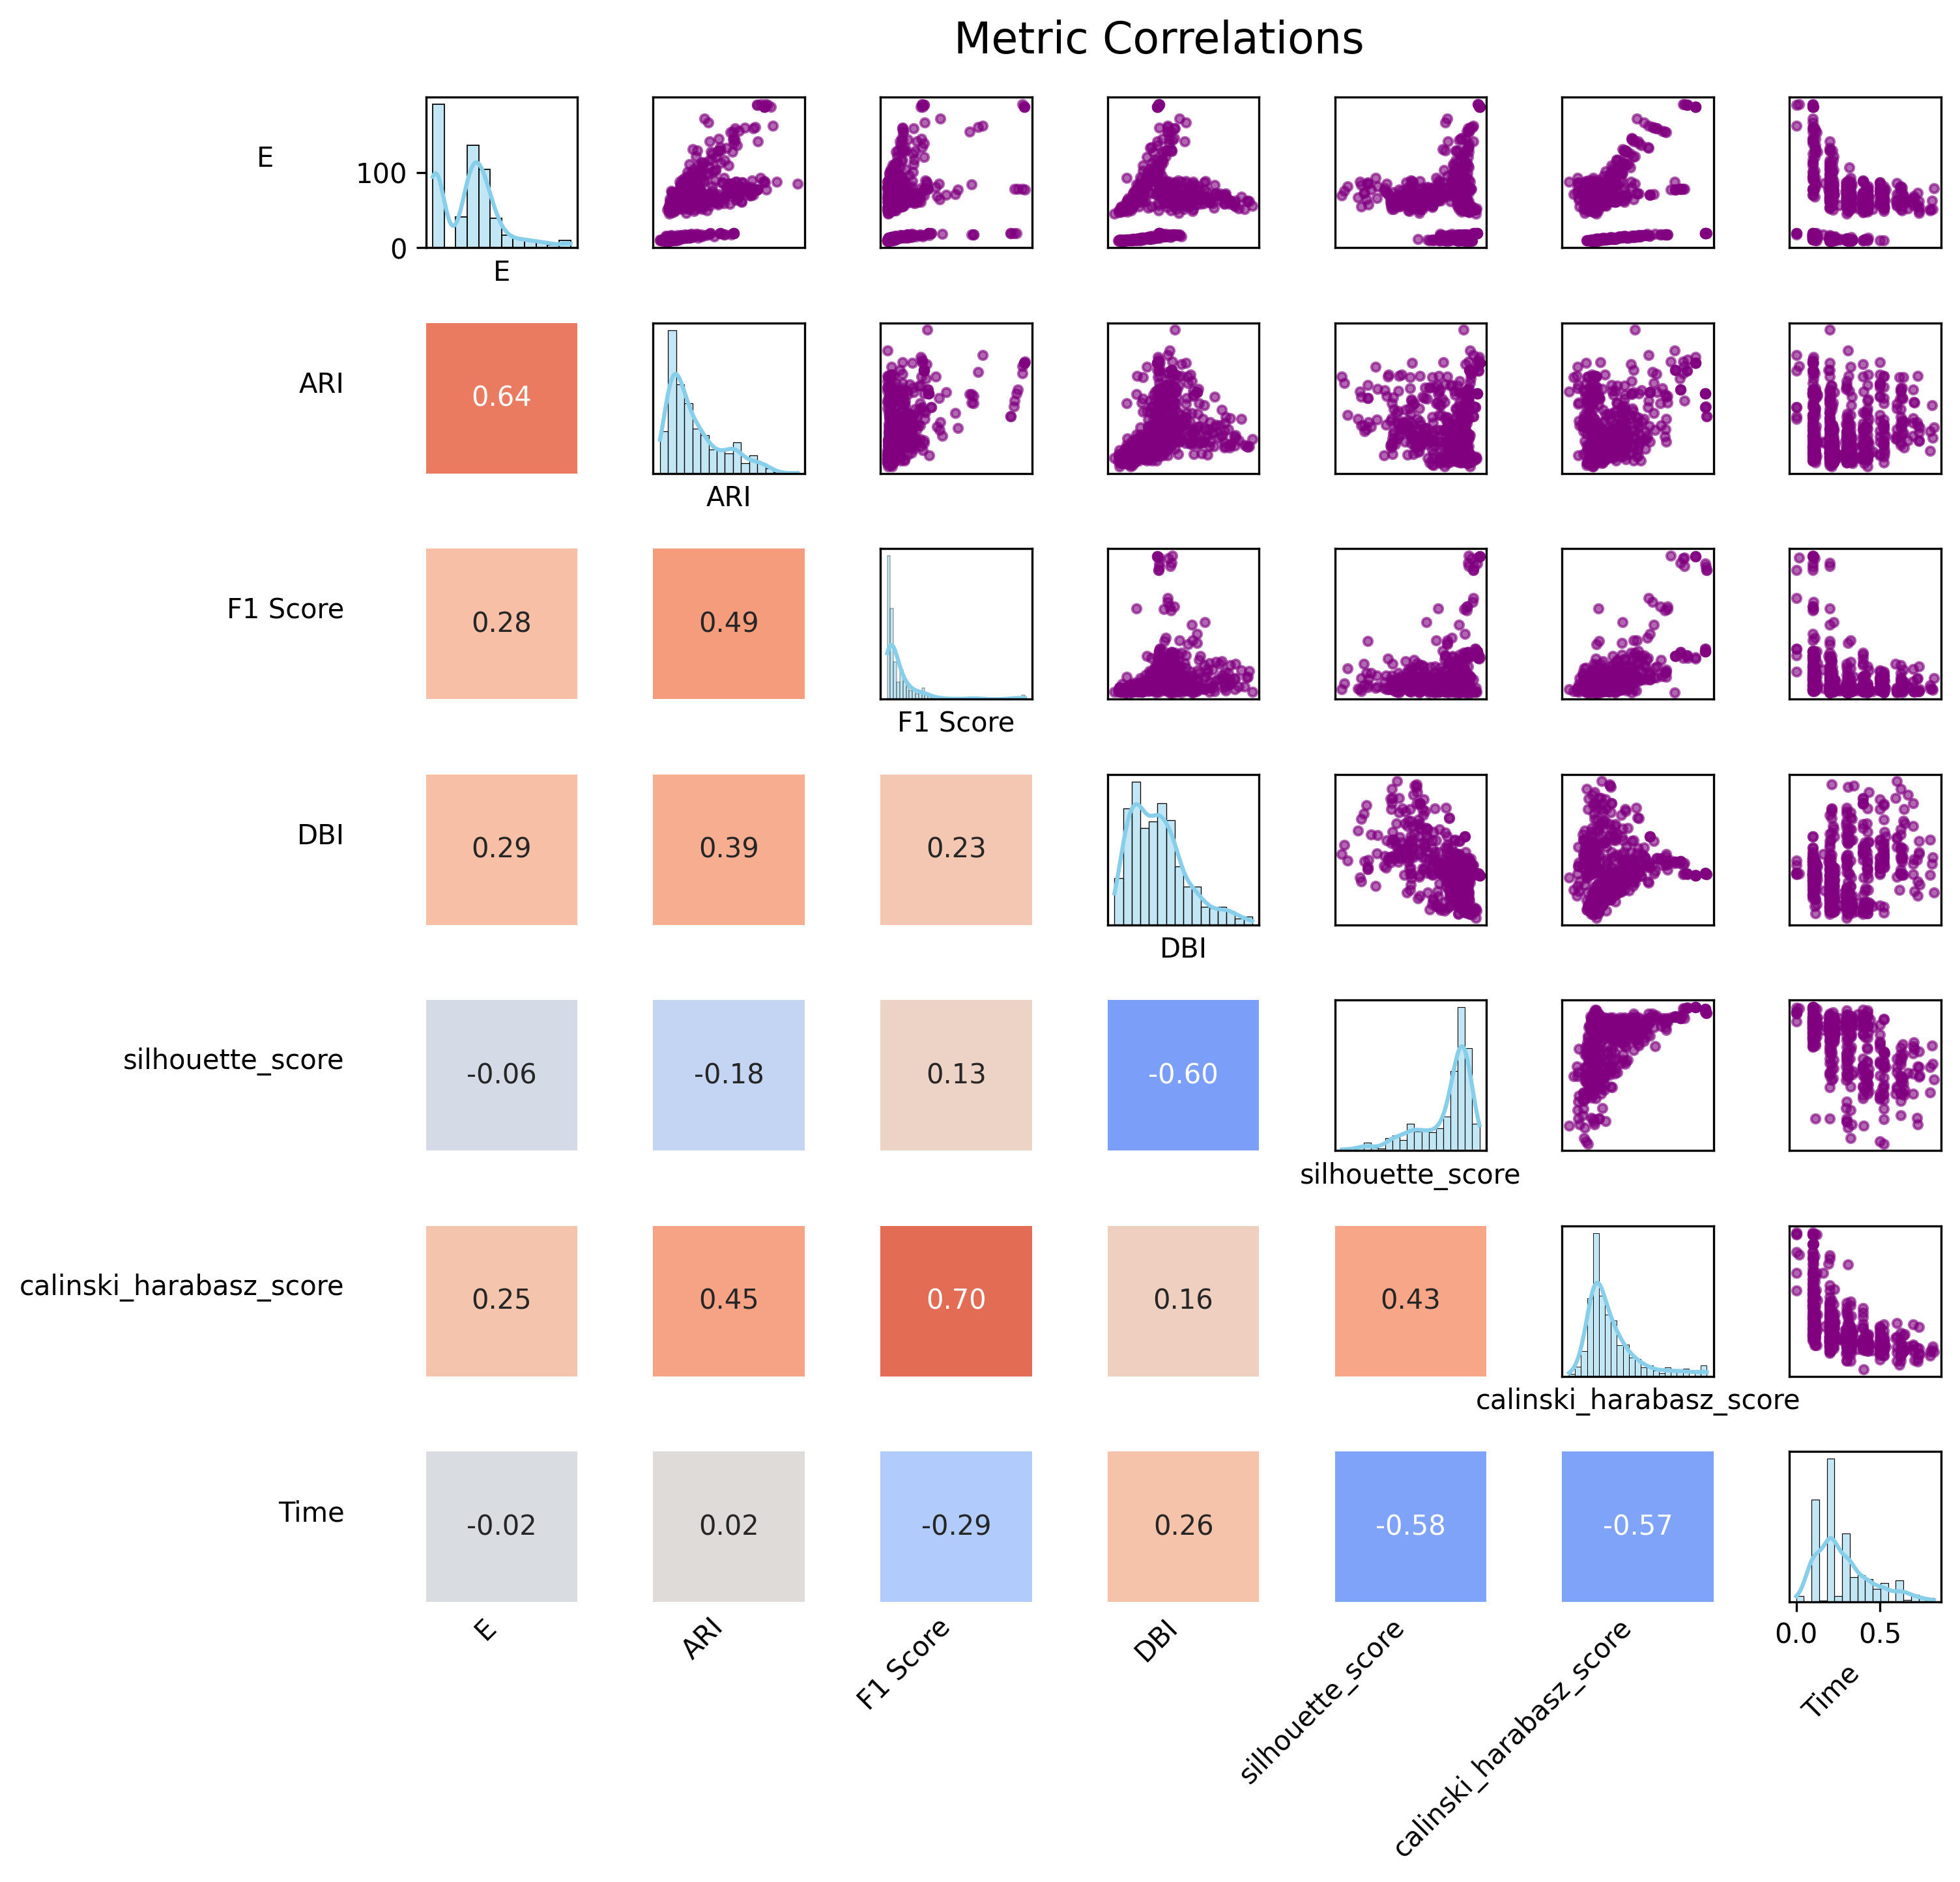 Metric Correlations
E
100
0
E
ARI
0.64
ARI
F1 Score
0.28
0.49
F1 Score
DBI
0.29
0.39
0.23
DBI
silhouette_score
-0.06
-0.18
0.13
-0.60
silhouette_score
calinski_harabasz_score
0.25
0.45
0.70
0.16
0.43
calinski_harabasz_score
Time
-0.02
0.02
-0.29
0.26
-0.58
-0.57
0.0
0.5
E
ARI
F1 Score
DBI
silhouette_score
calinski_harabasz_score
Time